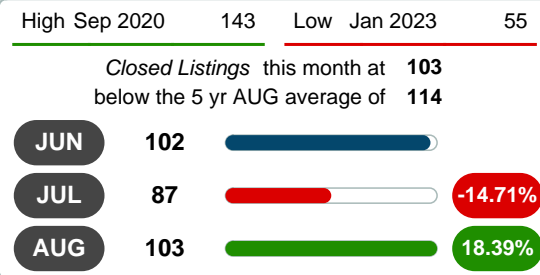 High Sep 2020 143 Low Jan 2023 55
Closed Listings this month at 103
below the 5 yr AUG average of 114
JUN 102
JUL 87 -14.71%
AUG 103 18.39%